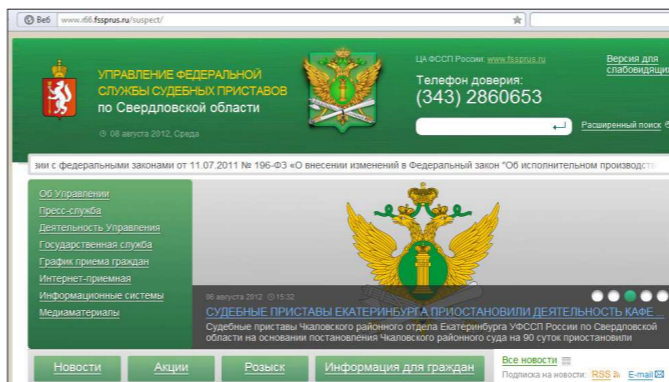 Веб www.r66.fssprus.ru/suspect/
УПРАВЛЕНИЕ ФЕДЕРАЛЬНОЙ
СЛУЖБЫ СУДЕБНЫХ ПРИСТАВОВ
по Свердловской области
08 августа 2012, Среда
ЦА ФССП России: www.fssprus.ru
Телефон доверия:
(343) 2860653
Версия для
слабовидящих
Расширенный поиск
зии с федеральными законами от 11.07.2011 № 196-ФЗ «О внесении изменений в Федеральный закон "Об исполнительном производств
Об Управлении
Пресс-служба
Деятельность Управления
Государственная служба
График приема граждан
Интернет-приемная
Информационные системы
Медиаматериалы
06 августа 2012 15:32
СУДЕБНЫЕ ПРИСТАВЫ ЕКАТЕРИНБУРГА ПРИОСТАНОВИЛИ ДЕЯТЕЛЬНОСТЬ КАФЕ ...
Судебные приставы Чкаловского районного отдела Екатеринбурга УФССП России по Свердловской
области на основании постановления Чкаловского районного суда на 90 суток приостановили
Новости Акции Розыск Информация для граждан
Все новости
Подписка на новости: RSS E-mail